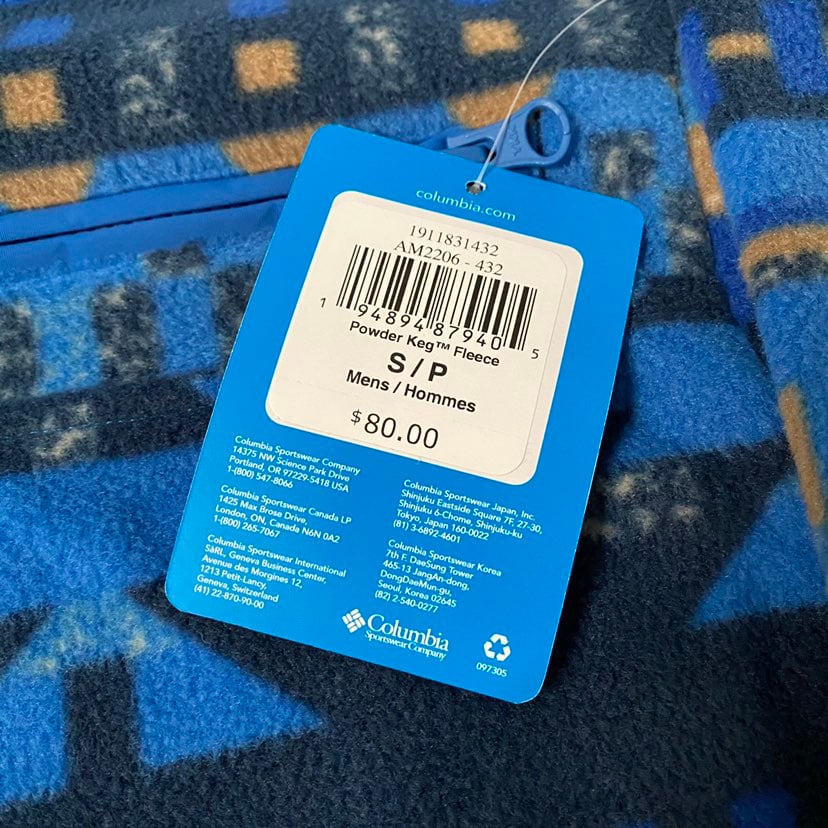 columbia.com
1911831432
AM2206 - 432
1 94894 87940 5
Powder Keg™ Fleece
S / P
Mens / Hommes
$80.00
Columbia Sportswear Company
14375 NW Science Park Drive
Portland, OR 97229-5418 USA
1-(800) 547-8066
Columbia Sportswear Canada LP
1425 Max Brose Drive,
London, ON, Canada N6N 0A2
1-(800) 265-7067
Columbia Sportswear International
SàRL, Geneva Business Center,
Avenue des Morgines 12,
1213 Petit-Lancy,
Geneva, Switzerland
(41) 22-870-90-00
Columbia Sportswear Japan, Inc.
Shinjuku Eastside Square 7F, 27-30,
Shinjuku 6-Chome, Shinjuku-ku
Tokyo, Japan 160-0022
(81) 3-6892-4601
Columbia Sportswear Korea
7th F. DaeSung Tower
465-13 JangAn-dong,
DongDaeMun-gu,
Seoul, Korea 02645
(82) 2-540-0277
Columbia
Sportswear Company
097305